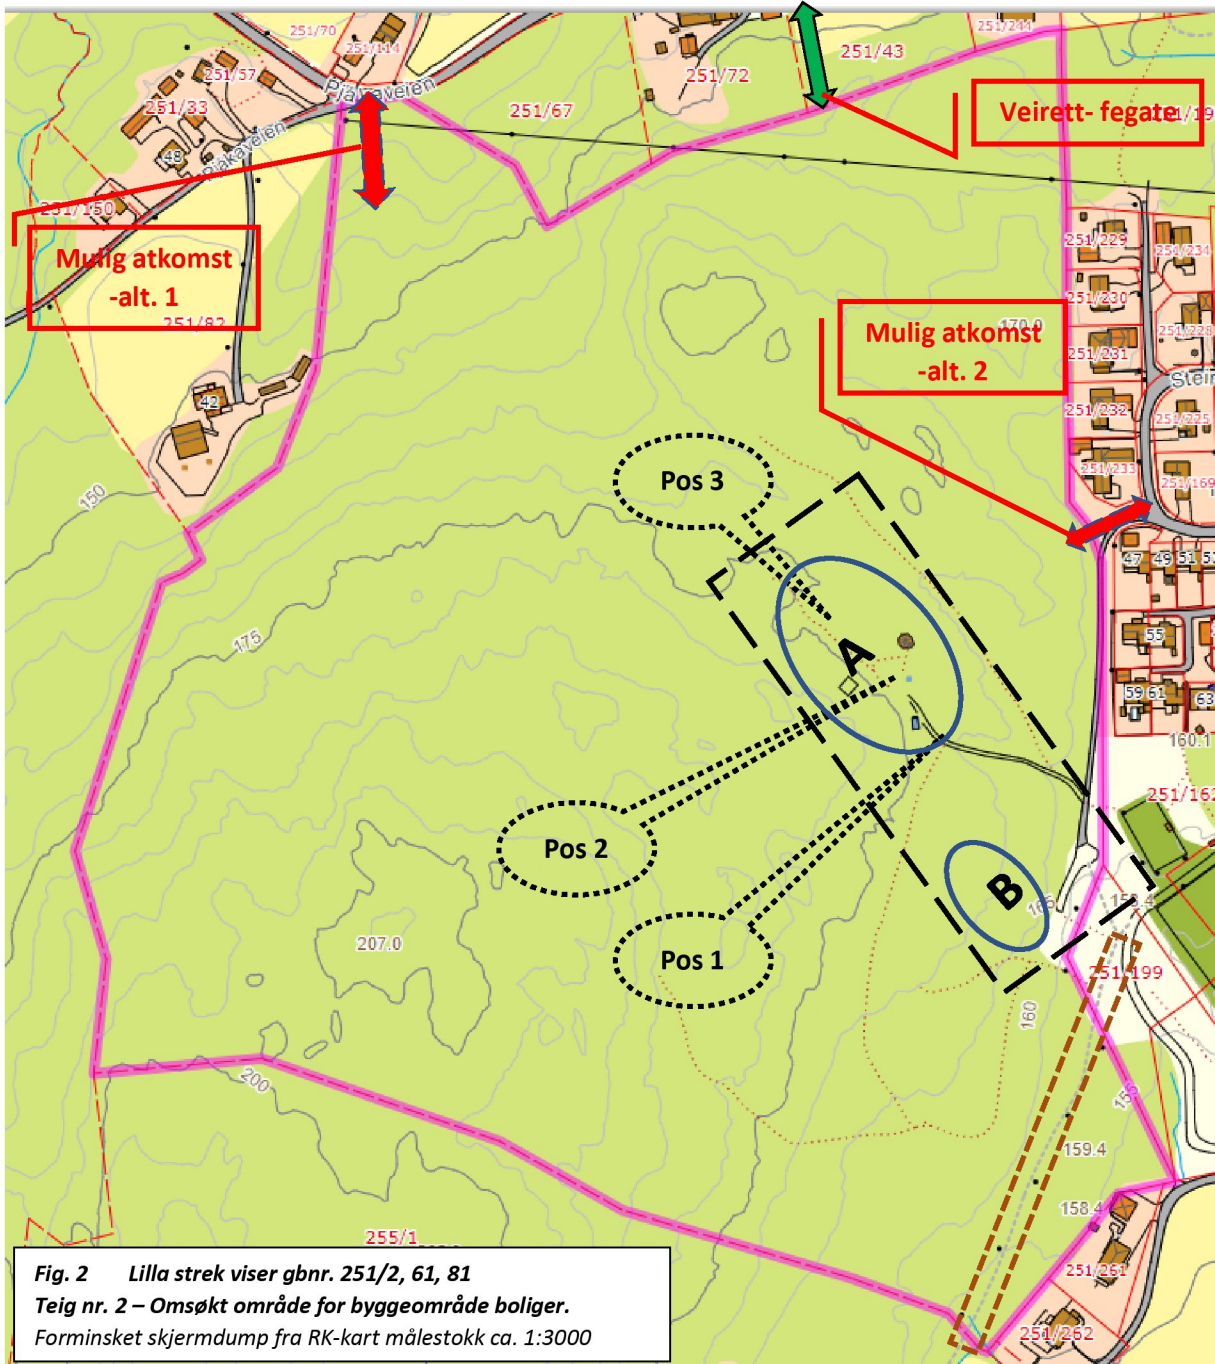 251/70
251/114
251/57
251/33
Pjåkaveien
251/67
251/72
251/43
251/244
Veirett- fegate
48
Pjåkaveien
251/150
Mulig atkomst
-alt. 1
251/82
42
150
175
Mulig atkomst
-alt. 2
170.0
251/229
251/234
251/230
251/228
251/231
251/232
251/225
251/233
251/169
47
49
51
55
59
61
63
160.1
251/162
Pos 3
A
Pos 2
B
Pos 1
207.0
251/199
160
200
159.4
158.4
251/261
251/262
255/1
Fig. 2 Lilla strek viser gbnr. 251/2, 61, 81
Teig nr. 2 – Omsøkt område for byggeområde boliger.
Forminsket skjermdump fra RK-kart målestokk ca. 1:3000